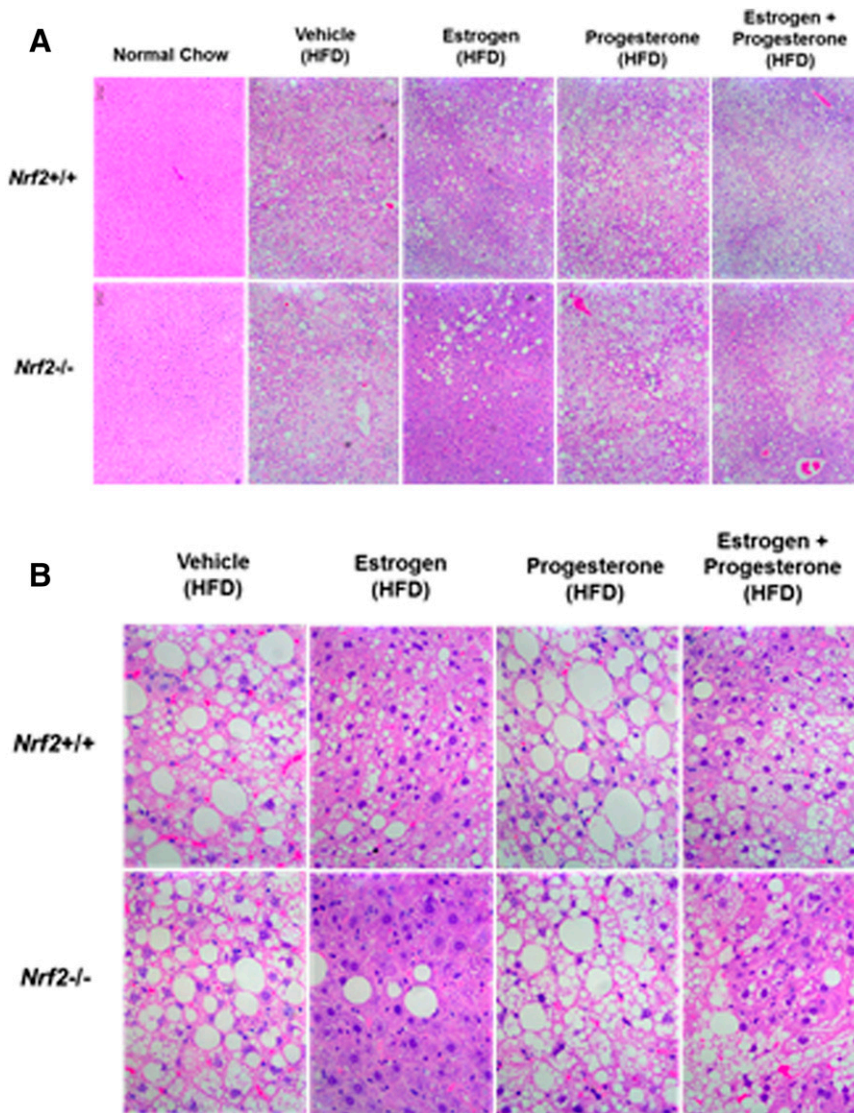 A
Normal Chow
Vehicle
(HFD)
Estrogen
(HFD)
Progesterone
(HFD)
Estrogen +
Progesterone
(HFD)
Nrf2+/+
Nrf2-/-
B
Vehicle
(HFD)
Estrogen
(HFD)
Progesterone
(HFD)
Estrogen +
Progesterone
(HFD)
Nrf2+/+
Nrf2-/-